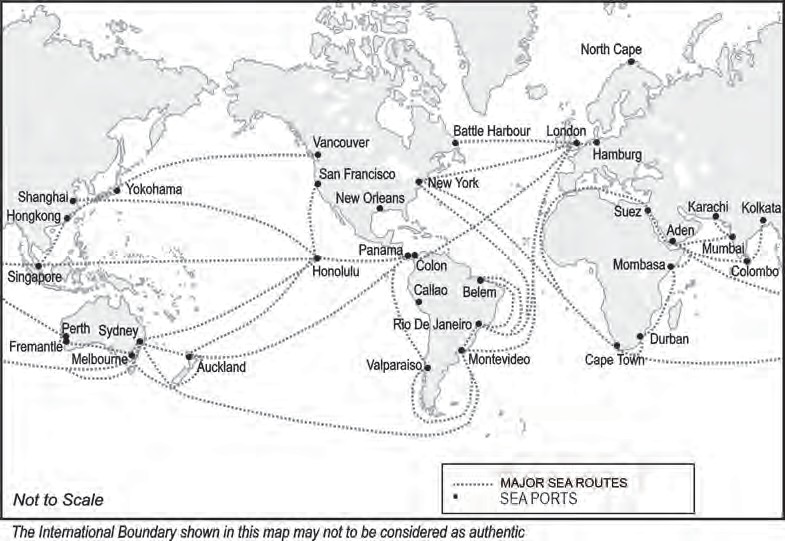 North Cape
Battle Harbour
London
Hamburg
Vancouver
San Francisco
New Orleans
New York
Shanghai
Yokohama
Hongkong
Singapore
Honolulu
Panama
Colon
Callao
Belem
Rio De Janeiro
Montevideo
Valparaiso
Suez
Karachi
Kolkata
Aden
Mumbai
Colombo
Mombasa
Durban
Cape Town
Perth
Sydney
Fremantle
Melbourne
Auckland
MAJOR SEA ROUTES
SEA PORTS
Not to Scale
The International Boundary shown in this map may not to be considered as authentic